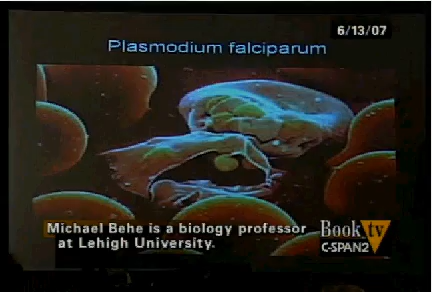 6/13/07
Plasmodium falciparum
Michael Behe is a biology professor
at Lehigh University.
Book tv
C-SPAN2